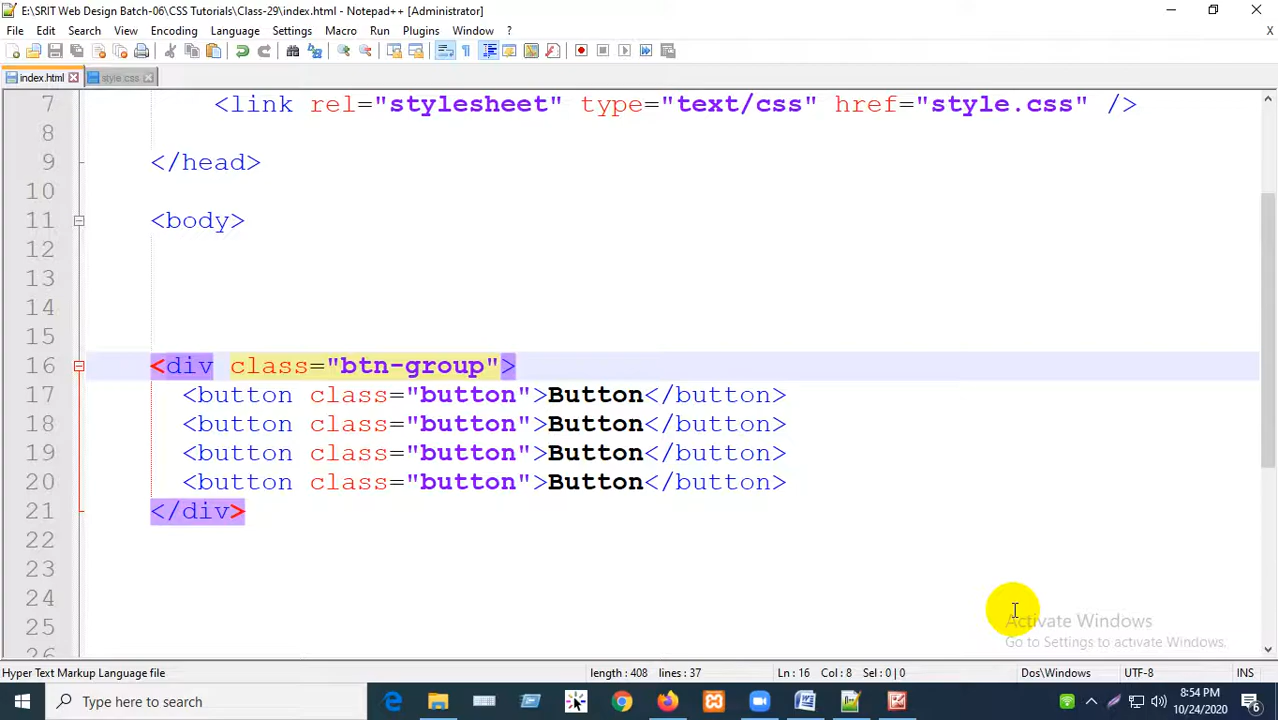 E:\SRIT Web Design Batch-06\CSS Tutorials\Class-29\index.html - Notepad++ [Administrator]
File Edit Search View Encoding Language Settings Macro Run Plugins Window ? X
index.html style.css
7 <link rel="stylesheet" type="text/css" href="style.css" />
8
9 </head>
10
11 <body>
12
13
14
15
16 <div class="btn-group">
17 <button class="button">Button</button>
18 <button class="button">Button</button>
19 <button class="button">Button</button>
20 <button class="button">Button</button>
21 </div>
22
23
24
25
26
Activate Windows
Go to Settings to activate Windows.
Hyper Text Markup Language file length : 408 lines : 37 Ln : 16 Col : 8 Sel : 0 | 0 Dos\Windows UTF-8 INS
Type here to search
8:54 PM
10/24/2020
6